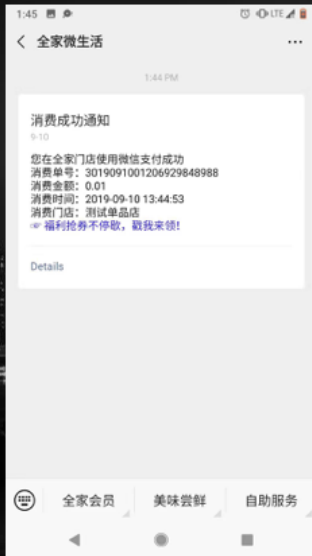 1:45
LTE
全家微生活
1:44 PM
消费成功通知
9-10
您在全家门店使用微信支付成功
消费单号：3019091001206929848988
消费金额：0.01
消费时间：2019-09-10 13:44:53
消费门店：测试单品店
☞ 福利抢券不停歇，戳我来领！
Details
全家会员
美味尝鲜
自助服务